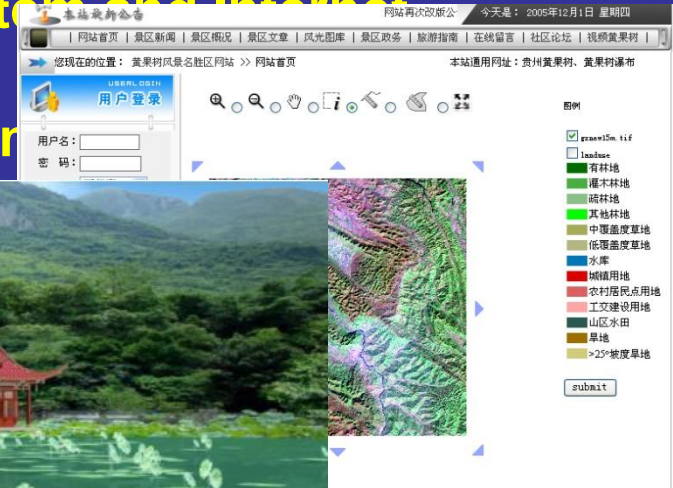 tem and Internet
本站最新公告 网站再次改版公 今天是： 2005年12月1日 星期四
| 网站首页 | 景区新闻 | 景区概况 | 景区文章 | 风光图库 | 景区政务 | 旅游指南 | 在线留言 | 社区论坛 | 视频黄果树 |
您现在的位置： 黄果树风景名胜区网站 >> 网站首页 本站通用网址：贵州黄果树、黄果树瀑布
USERLOGIN
用户登录
用户名：
密 码：
图例
gznew15m.tif
landuse
有林地
灌木林地
疏林地
其他林地
中覆盖度草地
低覆盖度草地
水库
城镇用地
农村居民点用地
工交建设用地
山区水田
旱地
>25°坡度旱地
submit